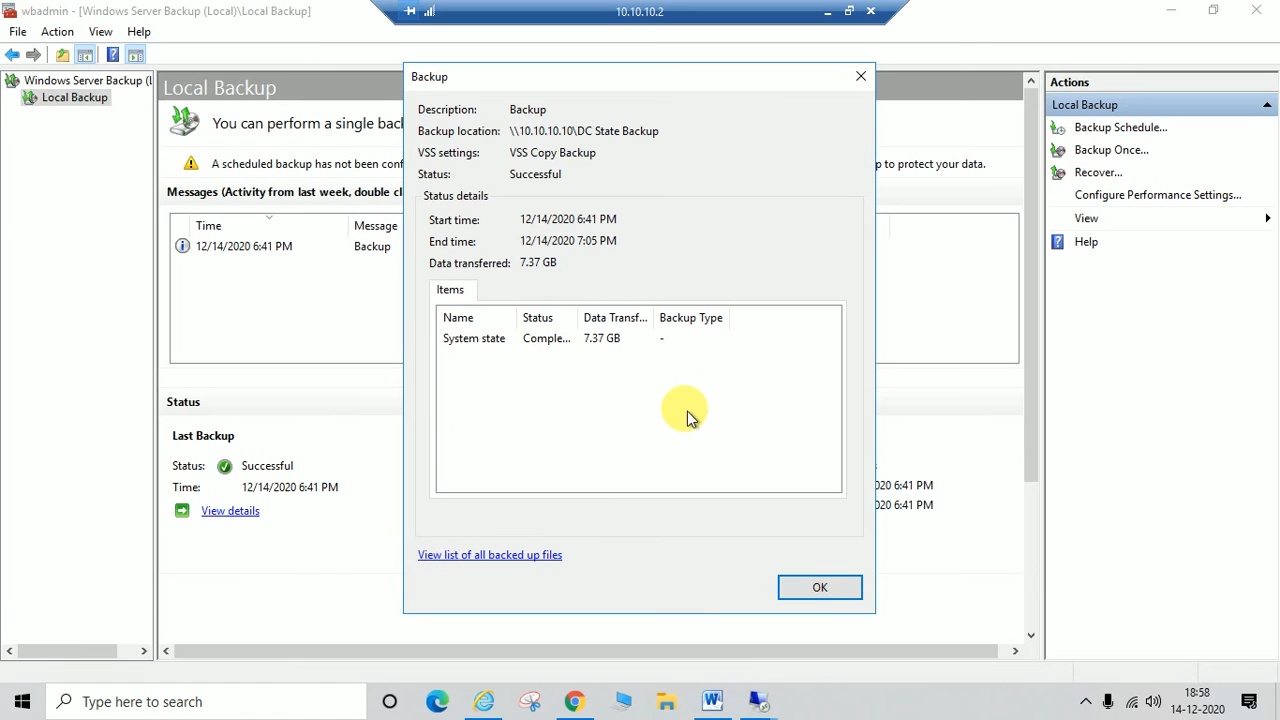 wbadmin - [Windows Server Backup (Local)\Local Backup]
10.10.10.2
File Action View Help
Windows Server Backup (L
Local Backup
Local Backup
You can perform a single back
A scheduled backup has not been conf
up to protect your data.
Messages (Activity from last week, double cl
Time Message
12/14/2020 6:41 PM Backup
Status
Last Backup
Status: Successful
Time: 12/14/2020 6:41 PM
View details
020 6:41 PM
020 6:41 PM
Backup
Description: Backup
Backup location: \\10.10.10.10\DC State Backup
VSS settings: VSS Copy Backup
Status: Successful
Status details
Start time: 12/14/2020 6:41 PM
End time: 12/14/2020 7:05 PM
Data transferred: 7.37 GB
Items
Name Status Data Transf... Backup Type
System state Comple... 7.37 GB -
View list of all backed up files
OK
Actions
Local Backup
Backup Schedule...
Backup Once...
Recover...
Configure Performance Settings...
View
Help
Type here to search
18:58
14-12-2020